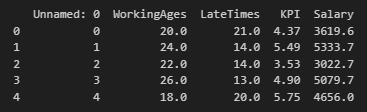 Unnamed: 0 WorkingAges LateTimes KPI Salary
0 0 20.0 21.0 4.37 3619.6
1 1 24.0 14.0 5.49 5333.7
2 2 22.0 14.0 3.53 3022.7
3 3 26.0 13.0 4.90 5079.7
4 4 18.0 20.0 5.75 4656.0